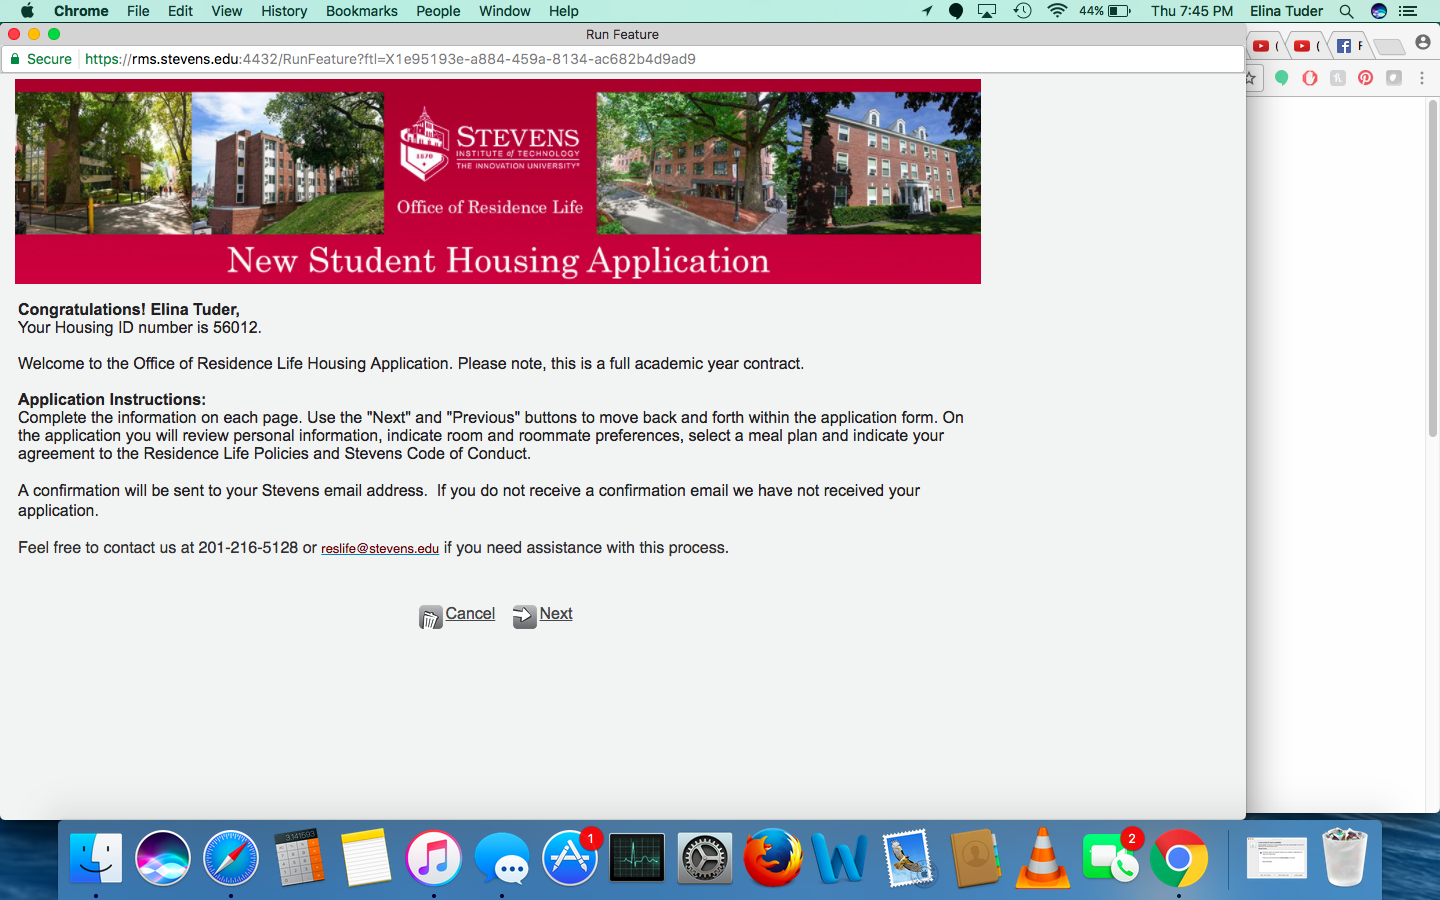 Chrome File Edit View History Bookmarks People Window Help 44% Thu 7:45 PM Elina Tuder
Run Feature
Secure https://rms.stevens.edu:4432/RunFeature?ftl=X1e95193e-a884-459a-8134-ac682b4d9ad9
1870
STEVENS
INSTITUTE of TECHNOLOGY
THE INNOVATION UNIVERSITY®
Office of Residence Life
New Student Housing Application
Congratulations! Elina Tuder,
Your Housing ID number is 56012.
Welcome to the Office of Residence Life Housing Application. Please note, this is a full academic year contract.
Application Instructions:
Complete the information on each page. Use the "Next" and "Previous" buttons to move back and forth within the application form. On
the application you will review personal information, indicate room and roommate preferences, select a meal plan and indicate your
agreement to the Residence Life Policies and Stevens Code of Conduct.
A confirmation will be sent to your Stevens email address. If you do not receive a confirmation email we have not received your
application.
Feel free to contact us at 201-216-5128 or reslife@stevens.edu if you need assistance with this process.
Cancel Next
3.141593
1
2